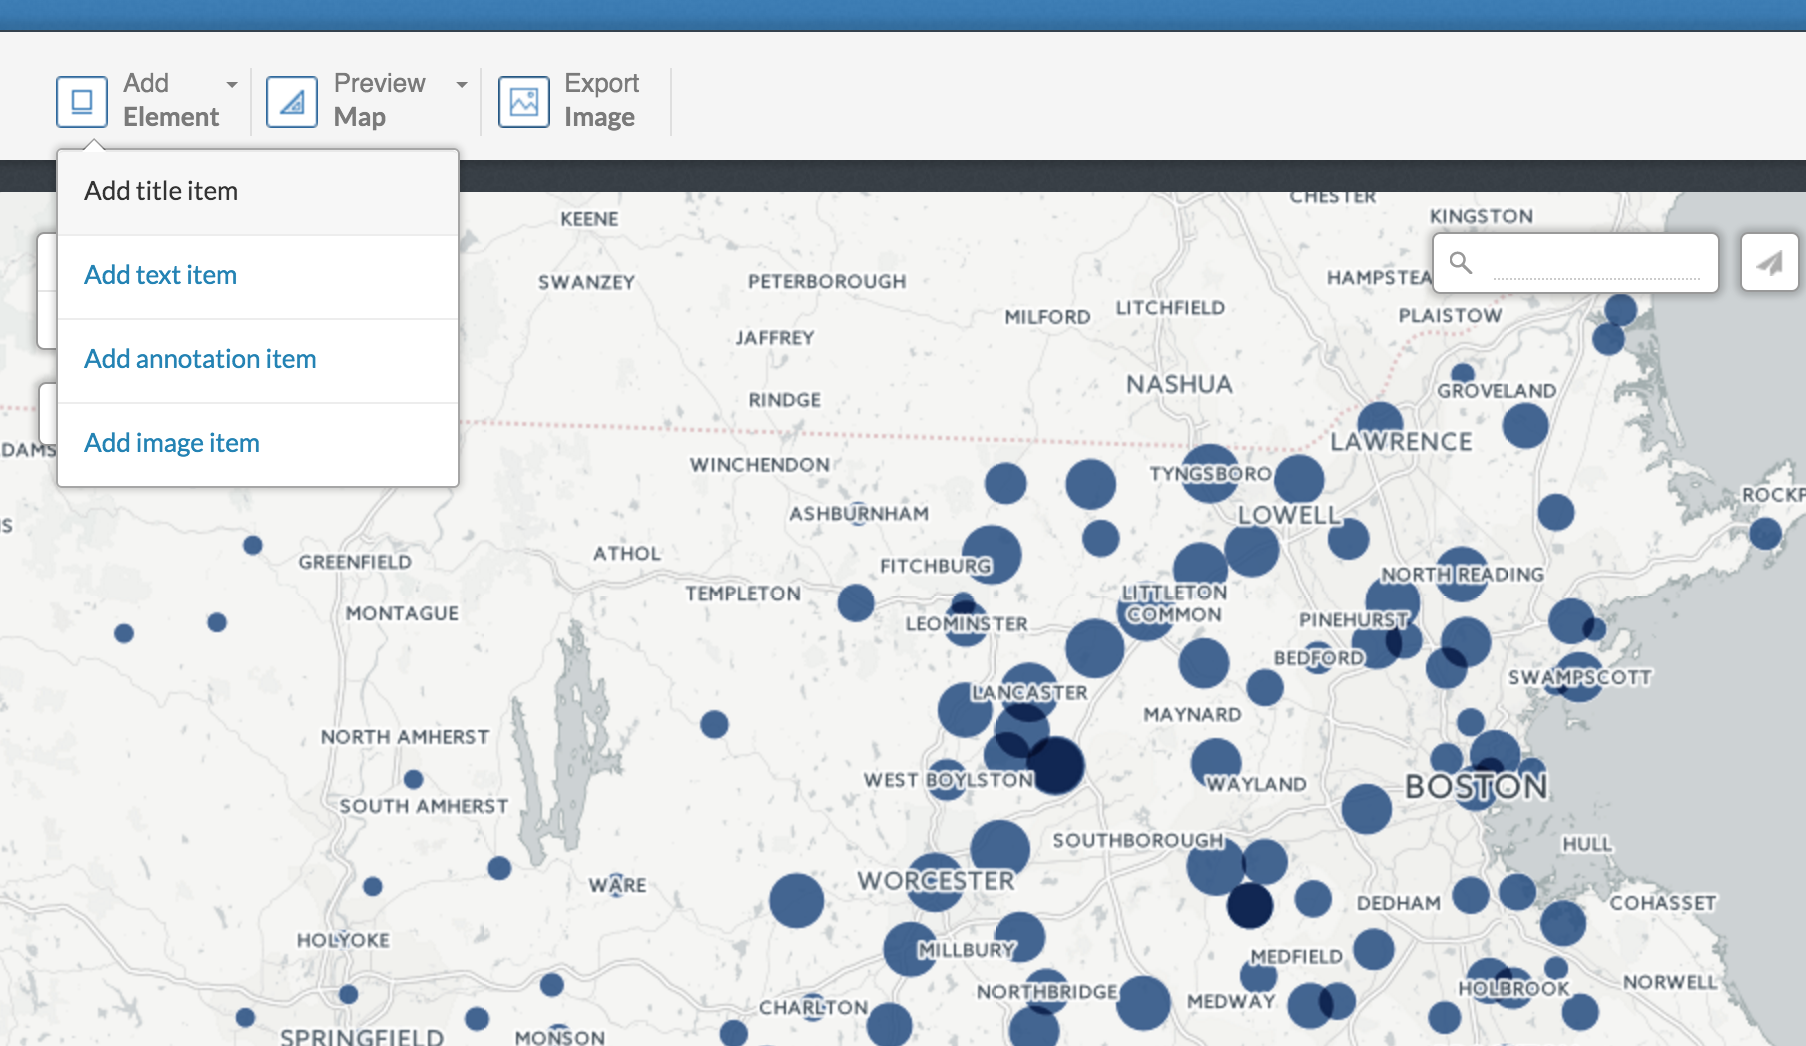 Add
Element
Preview
Map
Export
Image
Add title item
Add text item
Add annotation item
Add image item
CHESTER
KEENE
KINGSTON
SWANZEY
PETERBOROUGH
HAMPSTEA
MILFORD
LITCHFIELD
PLAISTOW
JAFFREY
NASHUA
GROVELAND
RINDGE
LAWRENCE
DAMS
WINCHENDON
TYNGSBORO
ROCKP
ASHBURNHAM
LOWELL
IS
GREENFIELD
ATHOL
FITCHBURG
NORTH READING
TEMPLETON
LITTLETON
COMMON
MONTAGUE
LEOMINSTER
PINEHURST
BEDFORD
SWAMPSCOTT
LANCASTER
MAYNARD
NORTH AMHERST
WEST BOYLSTON
WAYLAND
BOSTON
SOUTH AMHERST
SOUTHBOROUGH
HULL
WARE
WORCESTER
DEDHAM
COHASSET
HOLYOKE
MILLBURY
MEDFIELD
NORTHBRIDGE
MEDWAY
HOLBROOK
NORWELL
CHARLTON
SPRINGFIELD
MONSON